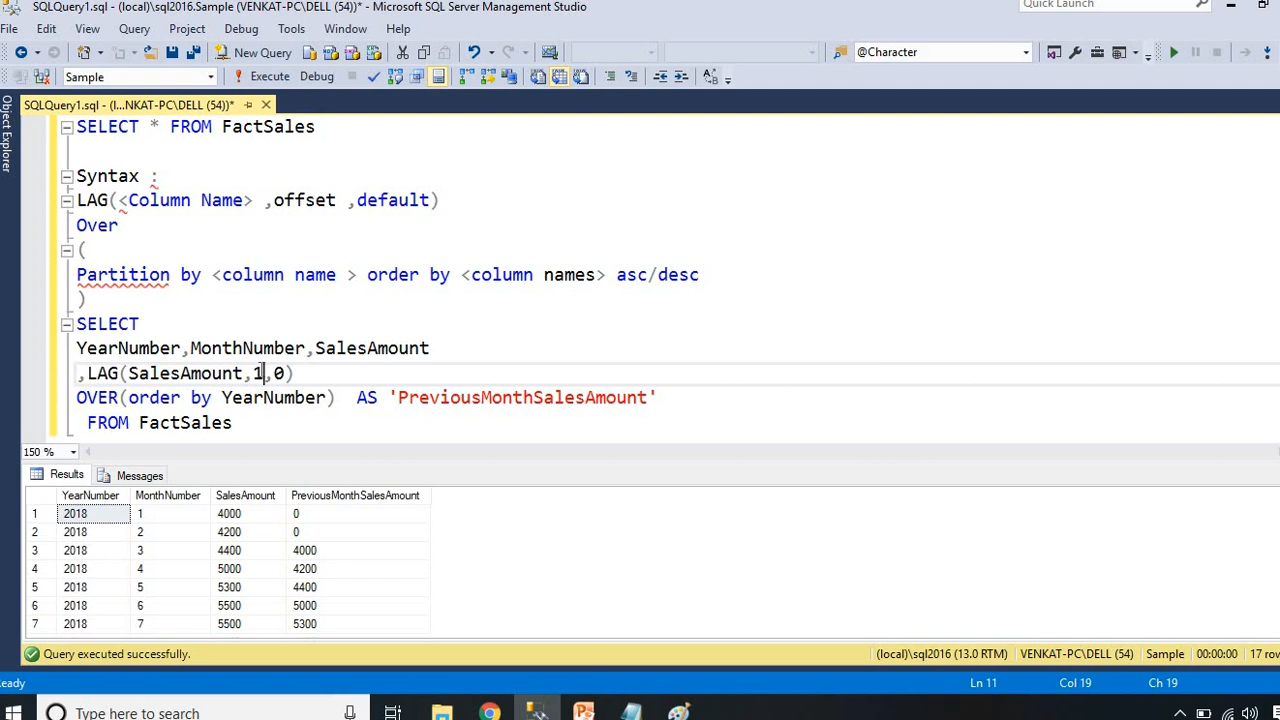 SQLQuery1.sql - (local)\sql2016.Sample (VENKAT-PC\DELL (54))* - Microsoft SQL Server Management Studio
Quick Launch
File Edit View Query Project Debug Tools Window Help
New Query @Character
Sample Execute Debug
SQLQuery1.sql - (l...NKAT-PC\DELL (54))*
Object Explorer
SELECT * FROM FactSales
Syntax :
LAG(<Column Name> ,offset ,default)
Over
(
Partition by <column name > order by <column names> asc/desc
)
SELECT
YearNumber,MonthNumber,SalesAmount
,LAG(SalesAmount,1,0)
OVER(order by YearNumber)  AS 'PreviousMonthSalesAmount'
FROM FactSales
150 %
Results Messages
YearNumber MonthNumber SalesAmount PreviousMonthSalesAmount
1 2018 1 4000 0
2 2018 2 4200 0
3 2018 3 4400 4000
4 2018 4 5000 4200
5 2018 5 5300 4400
6 2018 6 5500 5000
7 2018 7 5500 5300
Query executed successfully. (local)\sql2016 (13.0 RTM) VENKAT-PC\DELL (54) Sample 00:00:00 17 row
eady Ln 11 Col 19 Ch 19
Type here to search